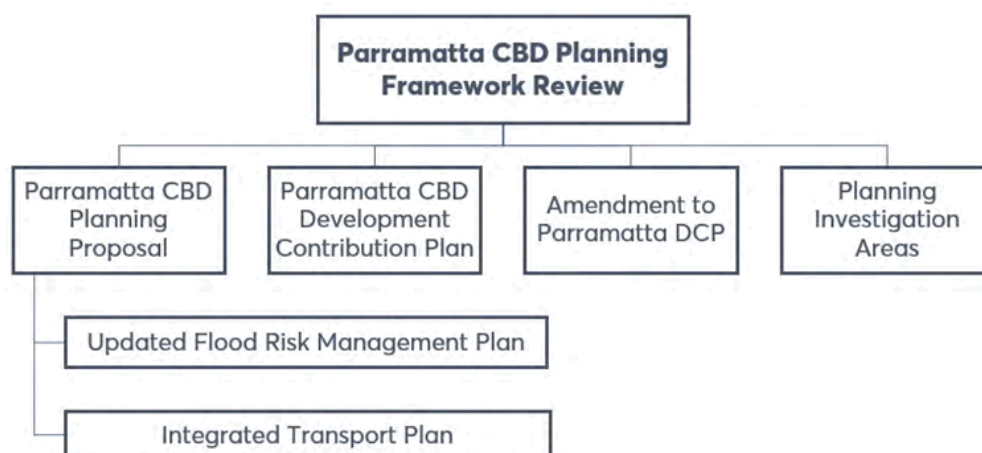 Parramatta CBD Planning
Framework Review
Parramatta CBD
Planning
Proposal
Parramatta CBD
Development
Contribution Plan
Amendment to
Parramatta DCP
Planning
Investigation
Areas
Updated Flood Risk Management Plan
Integrated Transport Plan